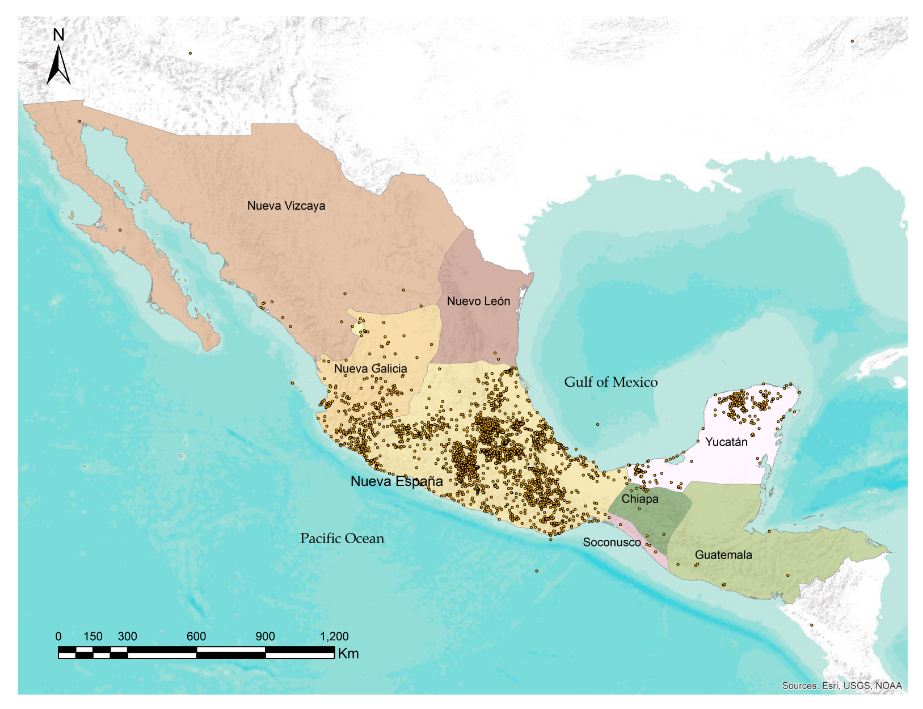 N
Nueva Vizcaya
Nuevo León
Nueva Galicia
Gulf of Mexico
Yucatán
Nueva España
Chiapa
Pacific Ocean
Soconusco
Guatemala
0 150 300 600 900 1,200
Km
Sources: Esri, USGS, NOAA